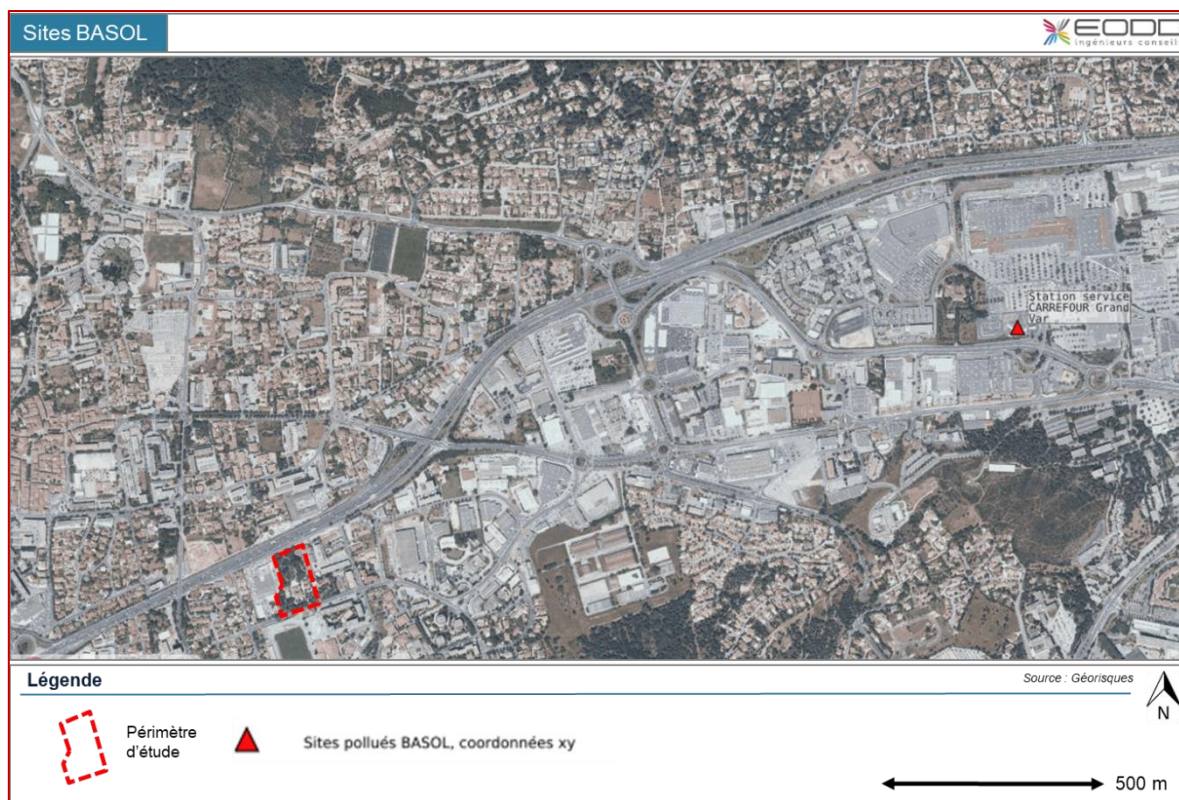 Sites BASOL
EODD
ingénieurs conseil
Station service
CARREFOUR Grand
Var
Légende
Source : Géorisques
N
Périmètre
d'étude
Sites pollués BASOL, coordonnées xy
500 m